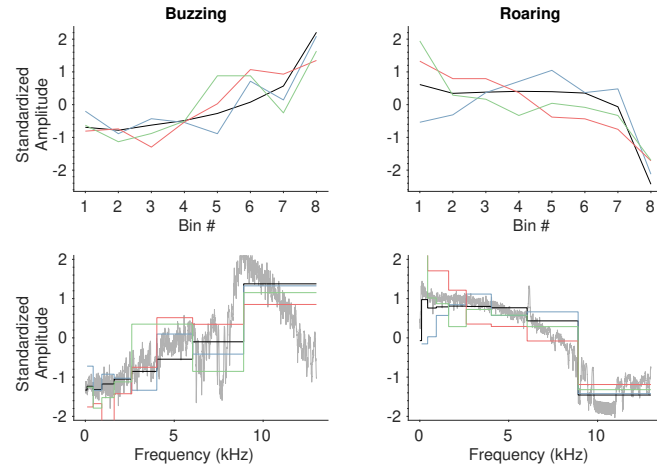 Buzzing
Roaring
Standardized
Amplitude
2
1
0
-1
-2
1 2 3 4 5 6 7 8
Bin #
2
1
0
-1
-2
1 2 3 4 5 6 7 8
Bin #
Standardized
Amplitude
2
1
0
-1
-2
0 5 10
Frequency (kHz)
Standardized
Amplitude
2
1
0
-1
-2
0 5 10
Frequency (kHz)